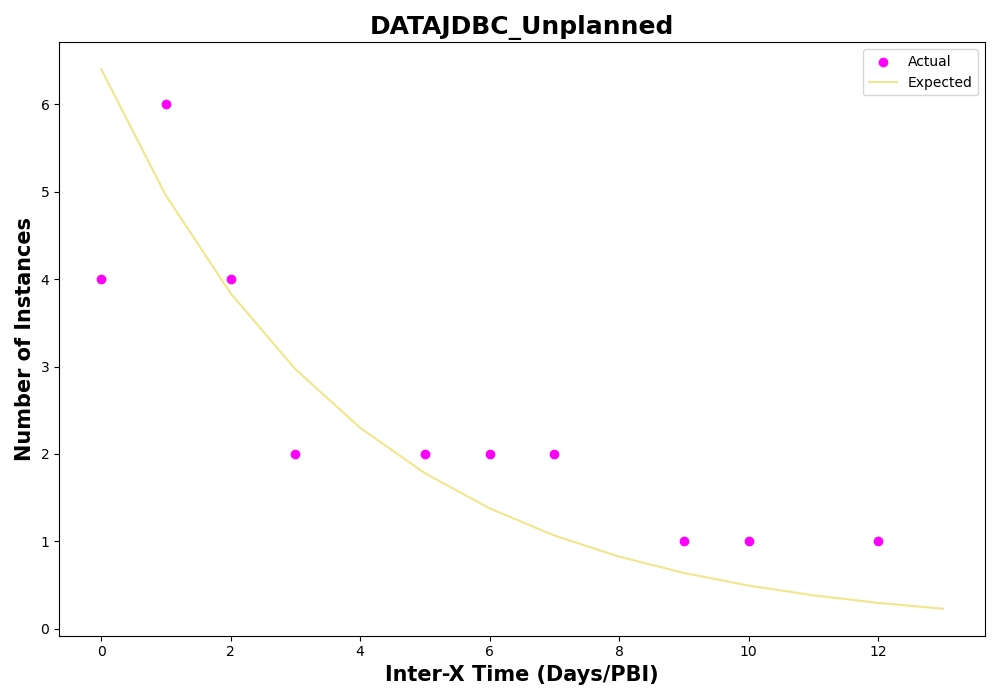 DATAJDBC_Unplanned
Actual
Expected
Number of Instances
6
5
4
3
2
1
0
0 2 4 6 8 10 12
Inter-X Time (Days/PBI)